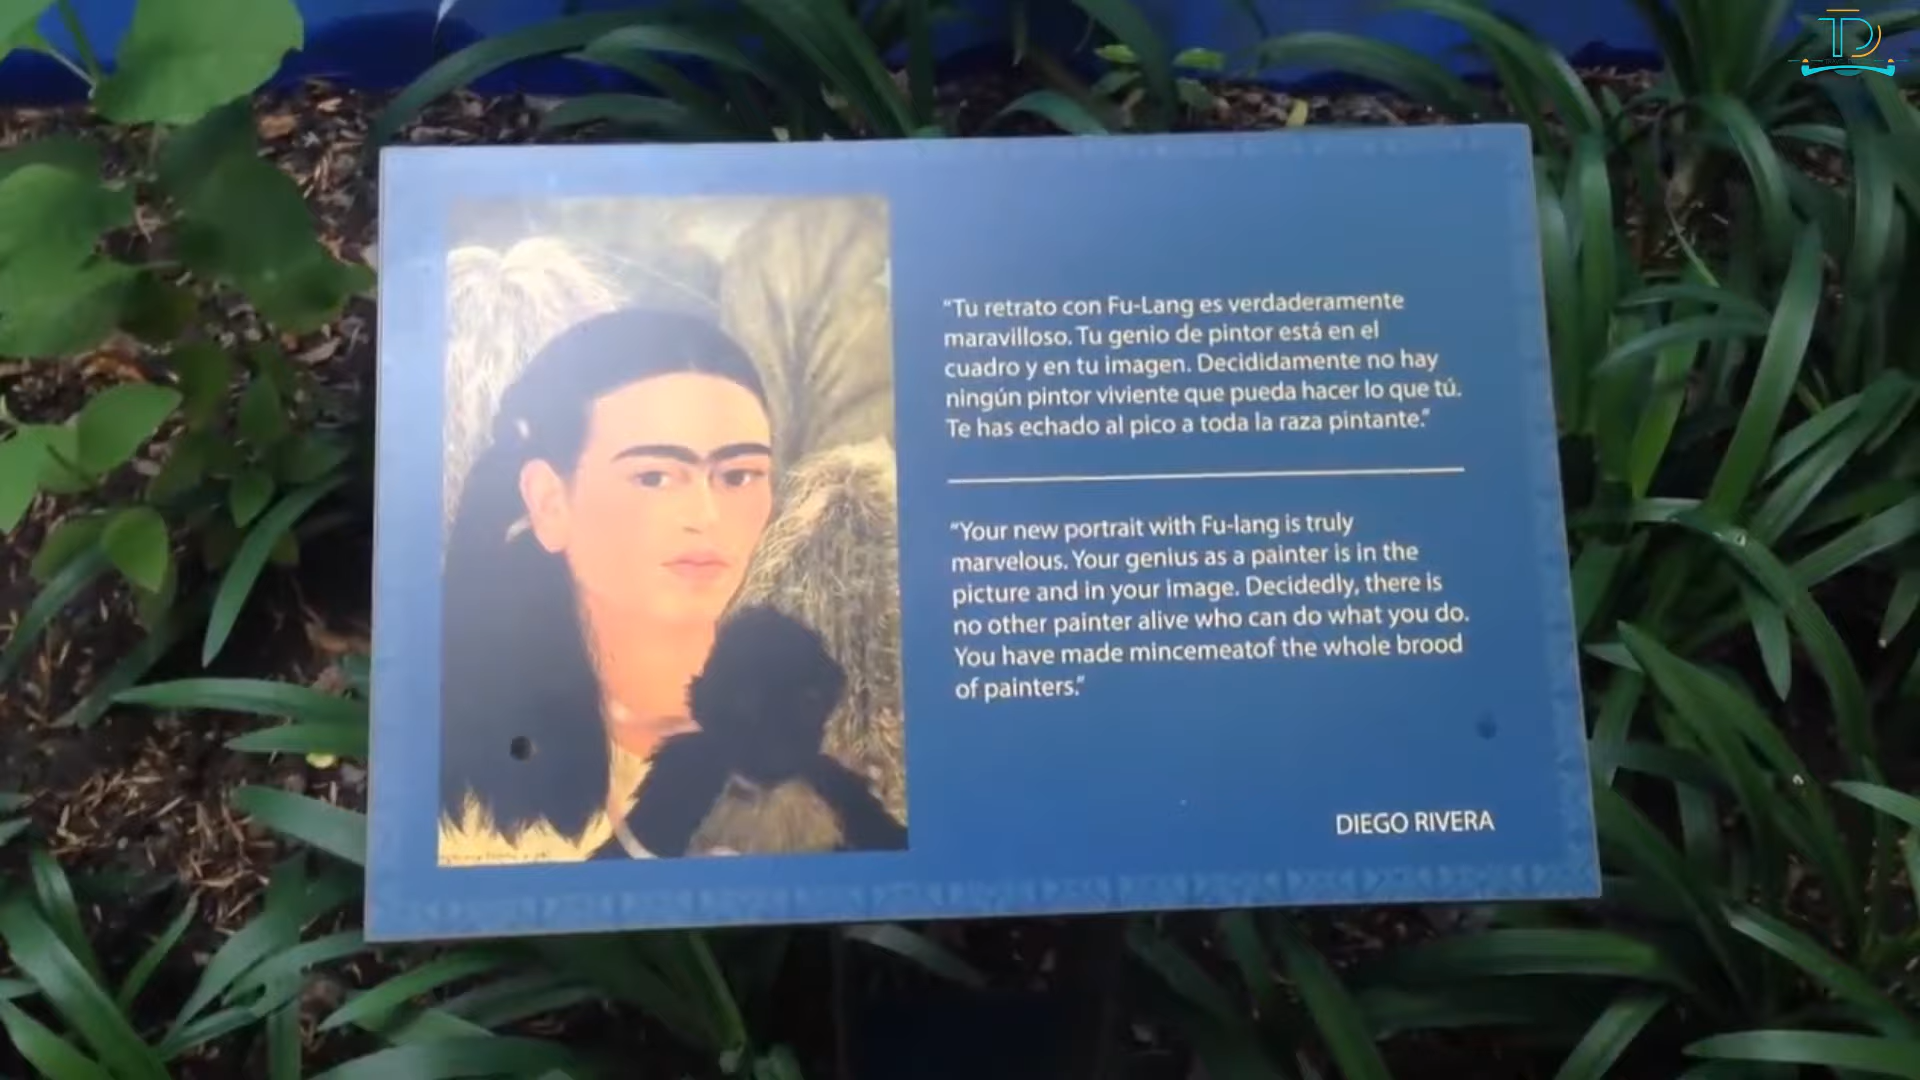 "Tu retrato con Fu-Lang es verdaderamente
maravilloso. Tu genio de pintor está en el
cuadro y en tu imagen. Decididamente no hay
ningún pintor viviente que pueda hacer lo que tú.
Te has echado al pico a toda la raza pintante."
"Your new portrait with Fu-lang is truly
marvelous. Your genius as a painter is in the
picture and in your image. Decidedly, there is
no other painter alive who can do what you do.
You have made mincemeatof the whole brood
of painters."
DIEGO RIVERA